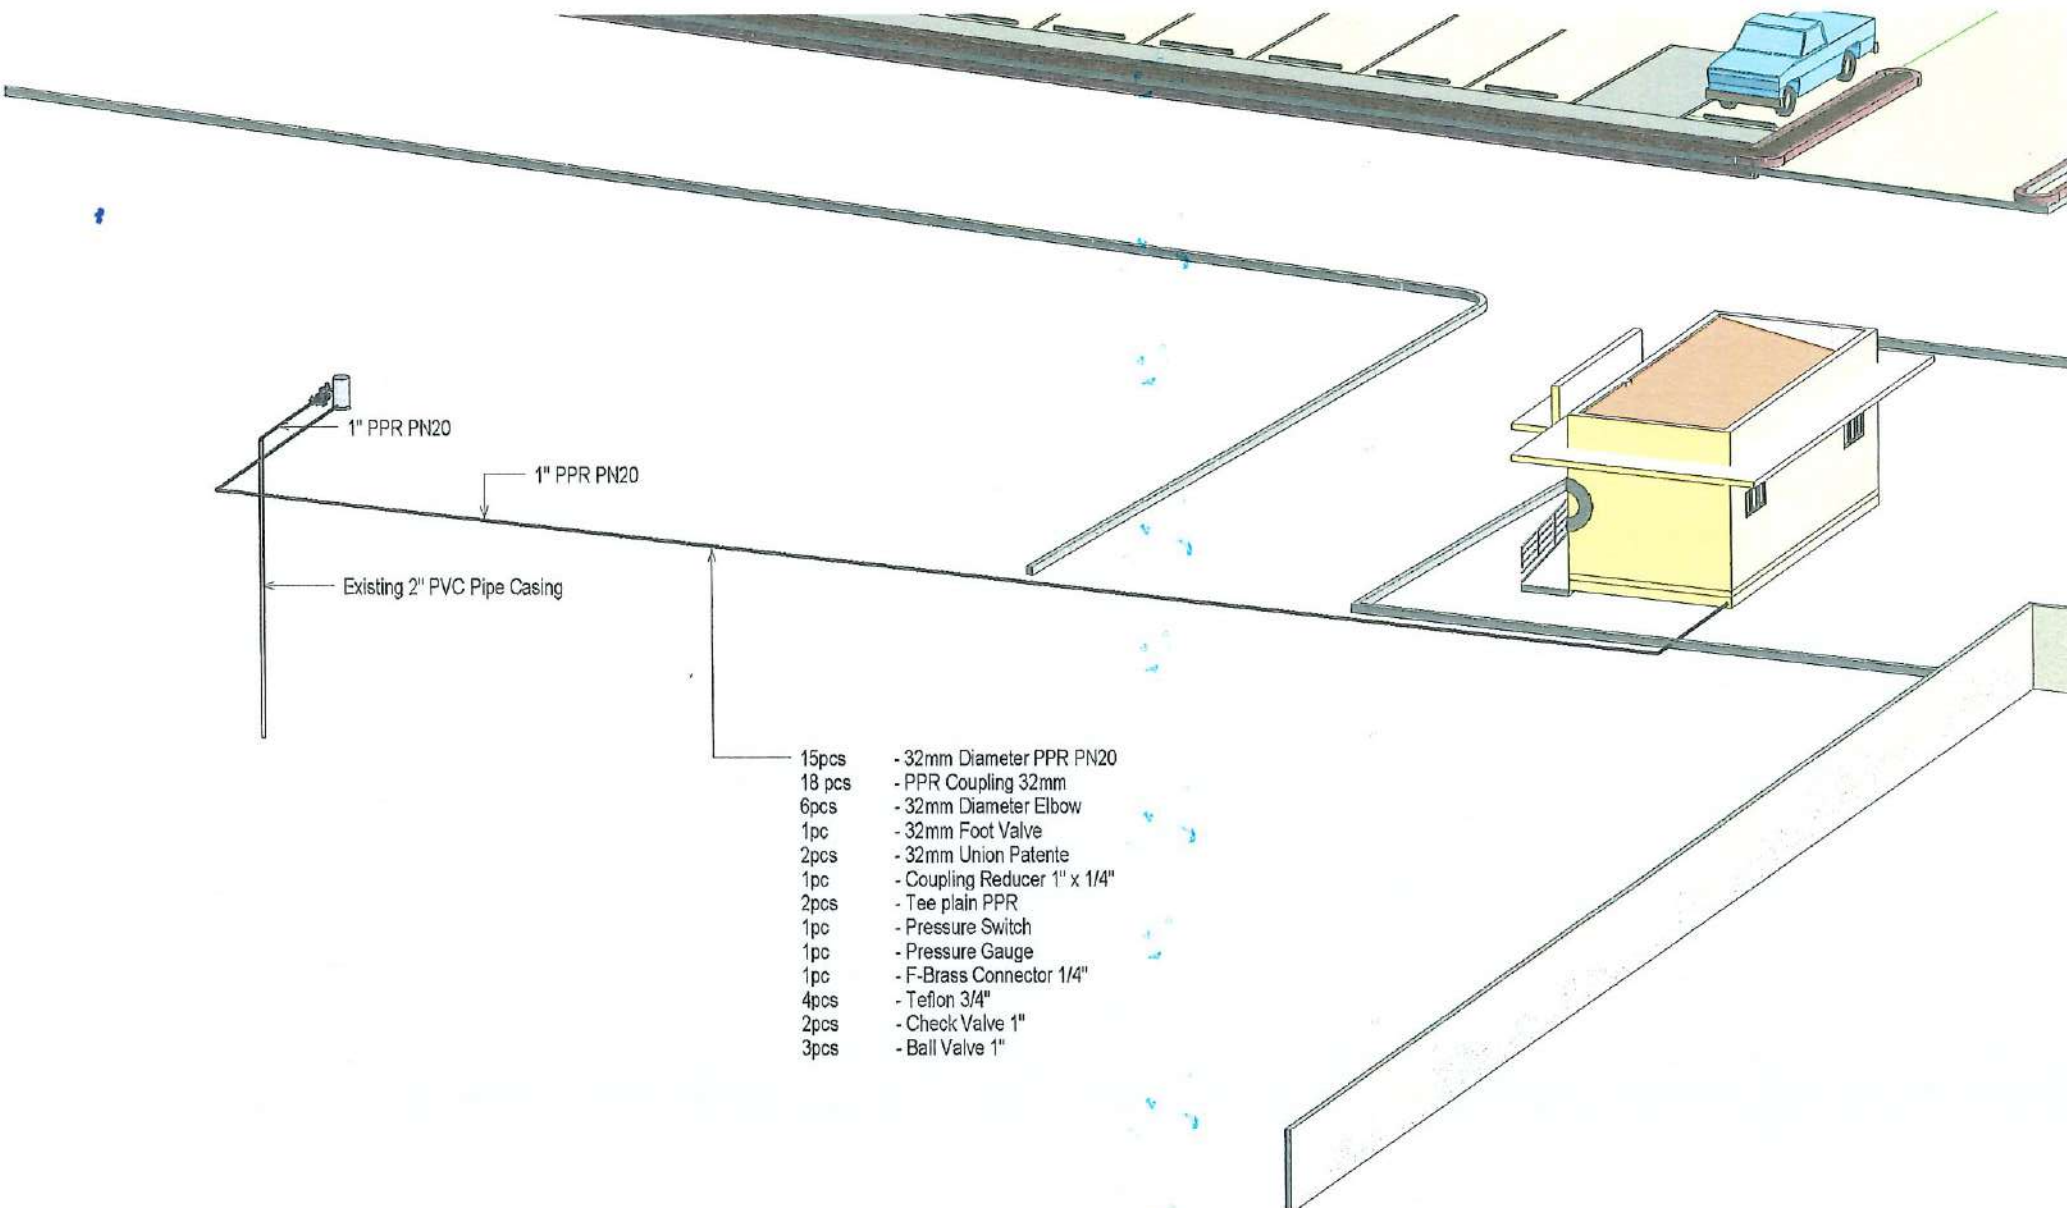 1" PPR PN20
1" PPR PN20
Existing 2" PVC Pipe Casing
15pcs - 32mm Diameter PPR PN20
18 pcs - PPR Coupling 32mm
6pcs - 32mm Diameter Elbow
1pc - 32mm Foot Valve
2pcs - 32mm Union Patente
1pc - Coupling Reducer 1" x 1/4"
2pcs - Tee plain PPR
1pc - Pressure Switch
1pc - Pressure Gauge
1pc - F-Brass Connector 1/4"
4pcs - Teflon 3/4"
2pcs - Check Valve 1"
3pcs - Ball Valve 1"